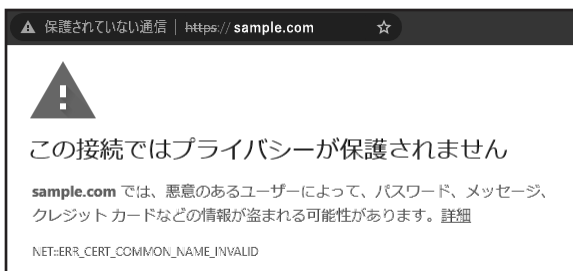 保護されていない通信 | https://sample.com
この接続ではプライバシーが保護されません
sample.com では、悪意のあるユーザーによって、パスワード、メッセージ、
クレジット カードなどの情報が盗まれる可能性があります。詳細
NET::ERR_CERT_COMMON_NAME_INVALID